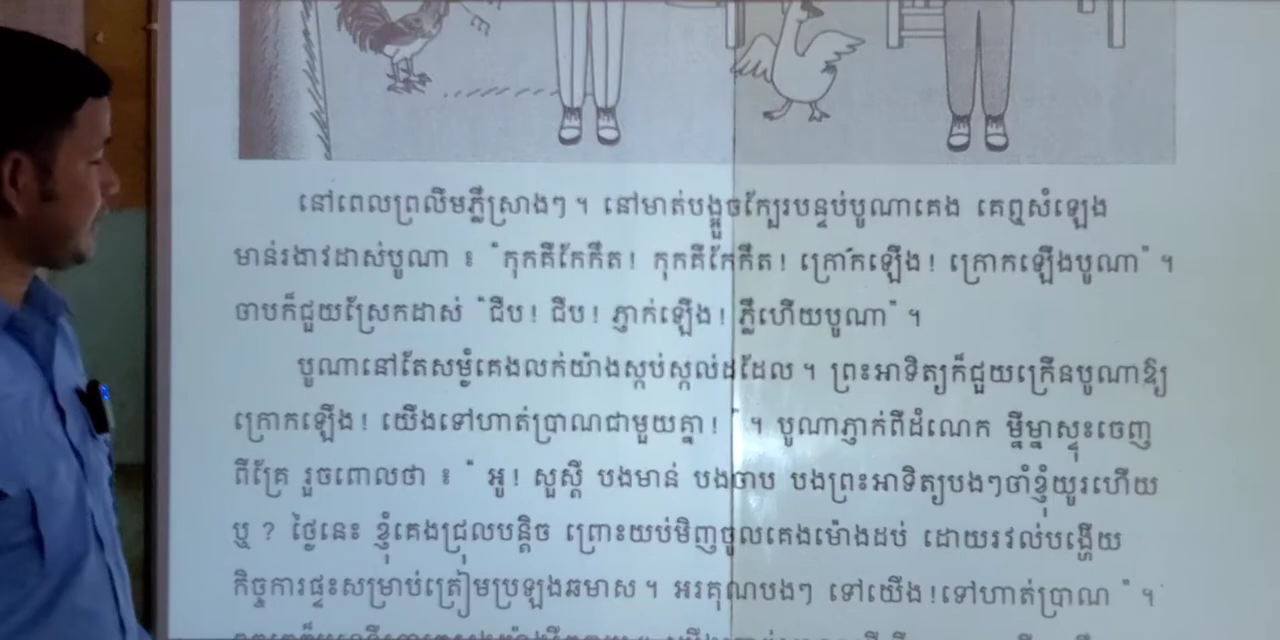 នៅពេលព្រលឹមភ្លឺស្រាងៗ ។ នៅមាត់បង្អួចក្បែរបន្ទប់បូណាគេង គេឮសំឡេង
មាន់រងាវដាស់បូណា ៖ "កុកគីកែកឹត! កុកគីកែកឹត! ក្រោកឡើង! ក្រោកឡើងបូណា" ។
ចាបក៏ជួយស្រែកដាស់ "ជីប! ជីប! ភ្ញាក់ឡើង! ភ្លឺហើយបូណា" ។
បូណានៅតែសម្ងំគេងលក់យ៉ាងស្កប់ស្កល់ដដែល ។ ព្រះអាទិត្យក៏ជួយក្រើនបូណាឱ្យ
ក្រោកឡើង! យើងទៅហាត់ប្រាណជាមួយគ្នា! " ។ បូណាភ្ញាក់ពីដំណេក ម្នីម្នាស្ទុះចេញ
ពីគ្រែ រួចពោលថា ៖ " អូ! សួស្តី បងមាន់ បងចាប បងព្រះអាទិត្យបងៗចាំខ្ញុំយូរហើយ
ឬ ? ថ្ងៃនេះ ខ្ញុំគេងជ្រុលបន្តិច ព្រោះយប់មិញចូលគេងម៉ោងដប់ ដោយរវល់បង្ហើយ
កិច្ចការផ្ទះសម្រាប់ត្រៀមប្រឡងឆមាស ។ អរគុណបងៗ ទៅយើង!ទៅហាត់ប្រាណ " ។